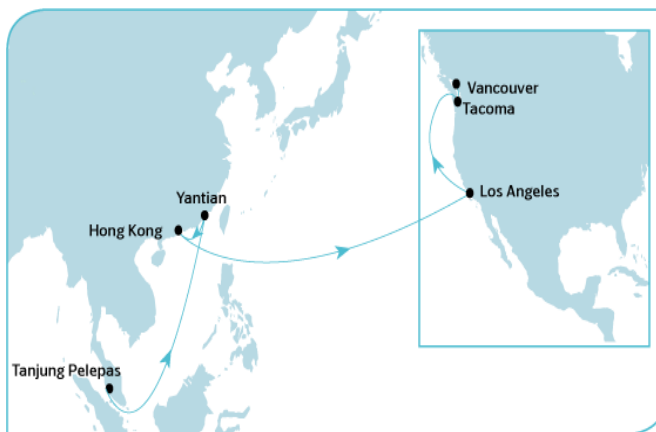 Vancouver
Tacoma
Los Angeles
Yantian
Hong Kong
Tanjung Pelepas